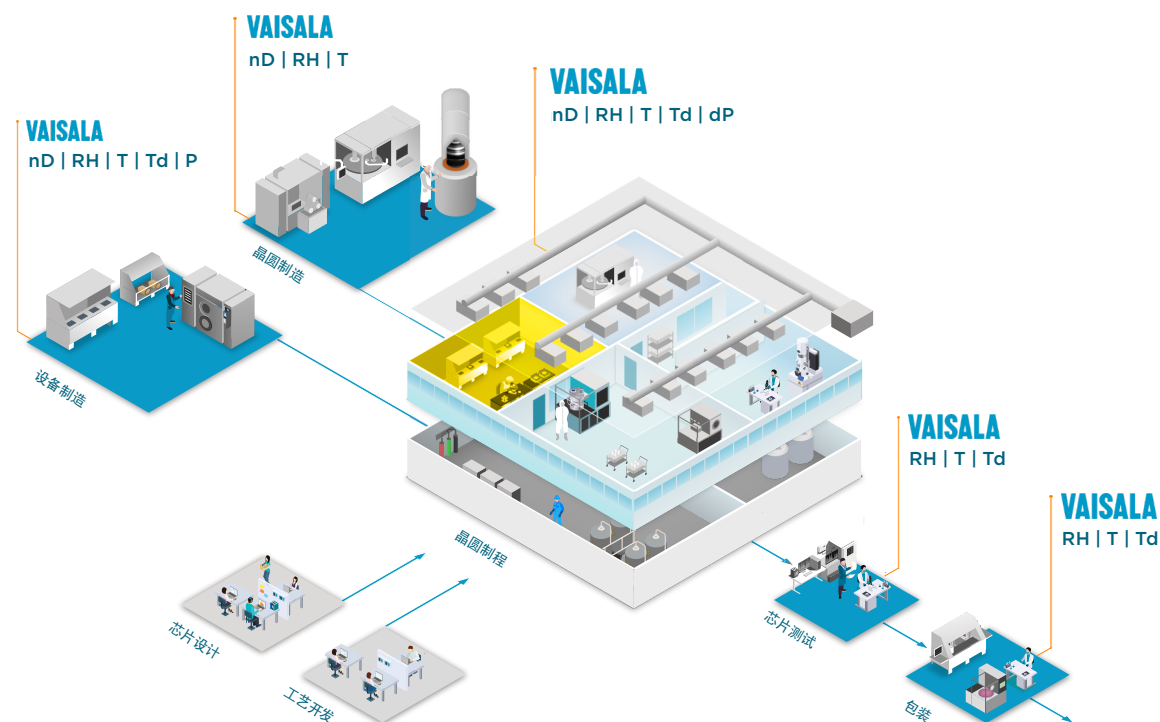 VAISALA
nD | RH | T
VAISALA
nD | RH | T | Td | dP
VAISALA
nD | RH | T | Td | P
晶圆制造
设备制造
VAISALA
RH | T | Td
VAISALA
RH | T | Td
晶圆制程
芯片设计
芯片测试
工艺开发
包装